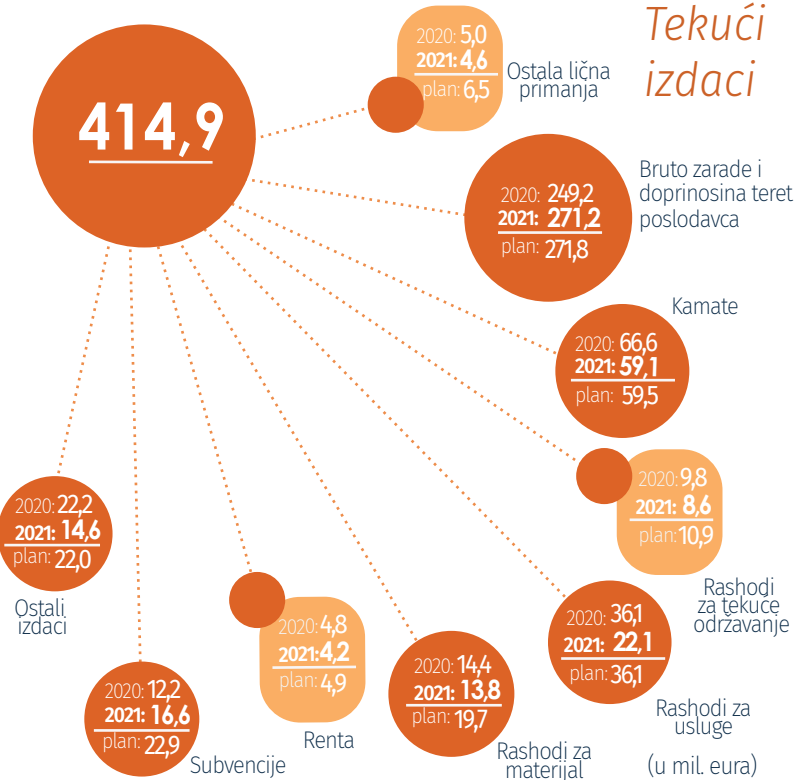 Tekući
izdaci
414,9
2020: 5,0
2021: 4,6
plan: 6,5
Ostala lična
primanja
2020: 249,2
2021: 271,2
plan: 271,8
Bruto zarade i
doprinosina teret
poslodavca
Kamate
2020: 66,6
2021: 59,1
plan: 59,5
2020: 9,8
2021: 8,6
plan: 10,9
Rashodi
za tekuće
održavanje
2020: 36,1
2021: 22,1
plan: 36,1
Rashodi za
usluge
2020: 14,4
2021: 13,8
plan: 19,7
Rashodi za
materijal
2020: 4,8
2021: 4,2
plan: 4,9
Renta
2020: 12,2
2021: 16,6
plan: 22,9
Subvencije
2020: 22,2
2021: 14,6
plan: 22,0
Ostali
izdaci
(u mil. eura)